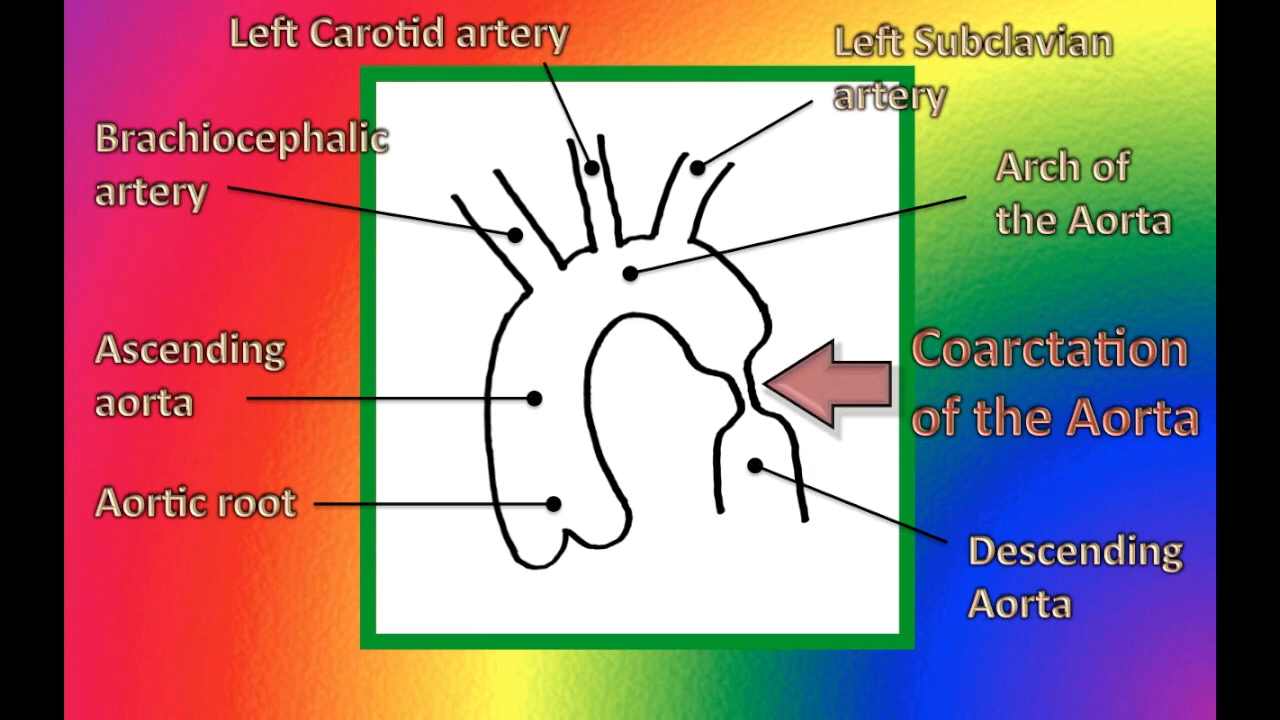 Left Carotid artery
Left Subclavian
artery
Brachiocephalic
artery
Arch of
the Aorta
Ascending
aorta
Coarctation
of the Aorta
Aortic root
Descending
Aorta